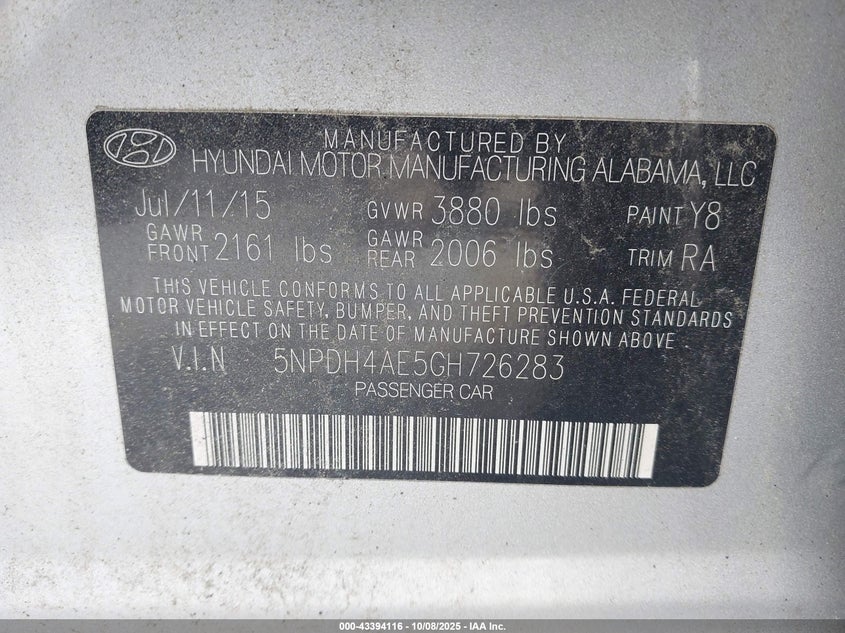 MANUFACTURED BY
HYUNDAI MOTOR MANUFACTURING ALABAMA, LLC
Jul/11/15 GVWR 3880 lbs PAINT Y8
GAWR FRONT 2161 lbs GAWR REAR 2006 lbs TRIM RA
THIS VEHICLE CONFORMS TO ALL APPLICABLE U.S.A. FEDERAL
MOTOR VEHICLE SAFETY, BUMPER, AND THEFT PREVENTION STANDARDS
IN EFFECT ON THE DATE OF MANUFACTURE SHOWN ABOVE
V.I.N 5NPDH4AE5GH726283
PASSENGER CAR
000-43394116 - 10/08/2025 - IAA Inc.